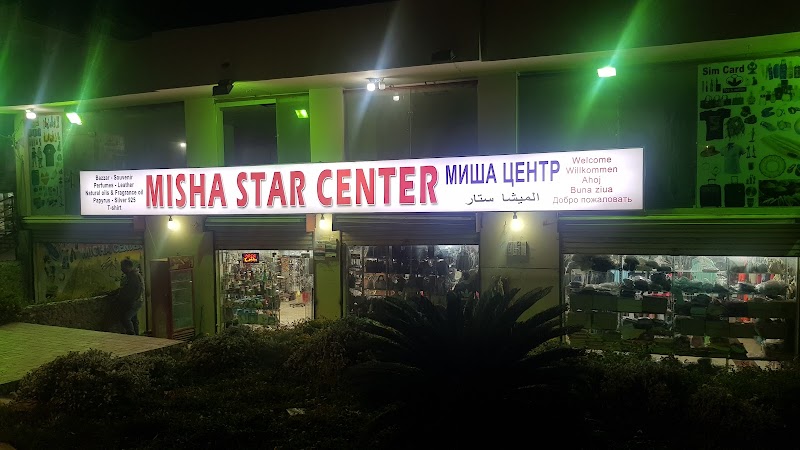 Sim Card
Bazzar - Souvenir
Perfumes - Leather
Natural oils & Fragrance oil
Papyrus - Silver 925
T-shirt
MISHA STAR CENTER
МИША ЦЕНТР
الميشا ستار
Welcome
Willkommen
Ahoj
Buna ziua
Добро пожаловать